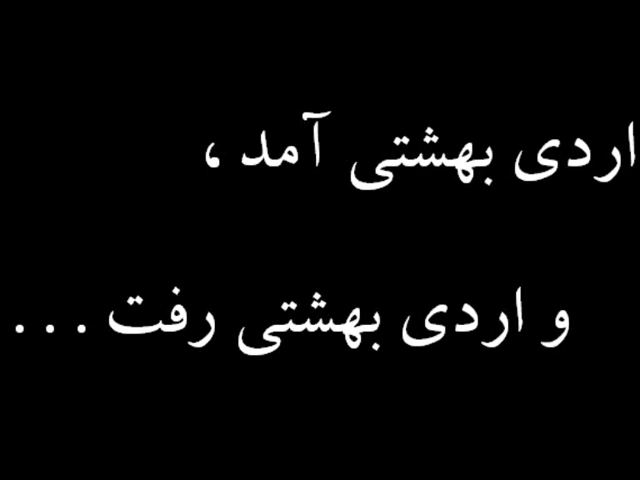 اردی بهشتی آمد ،
و اردی بهشتی رفت . . .